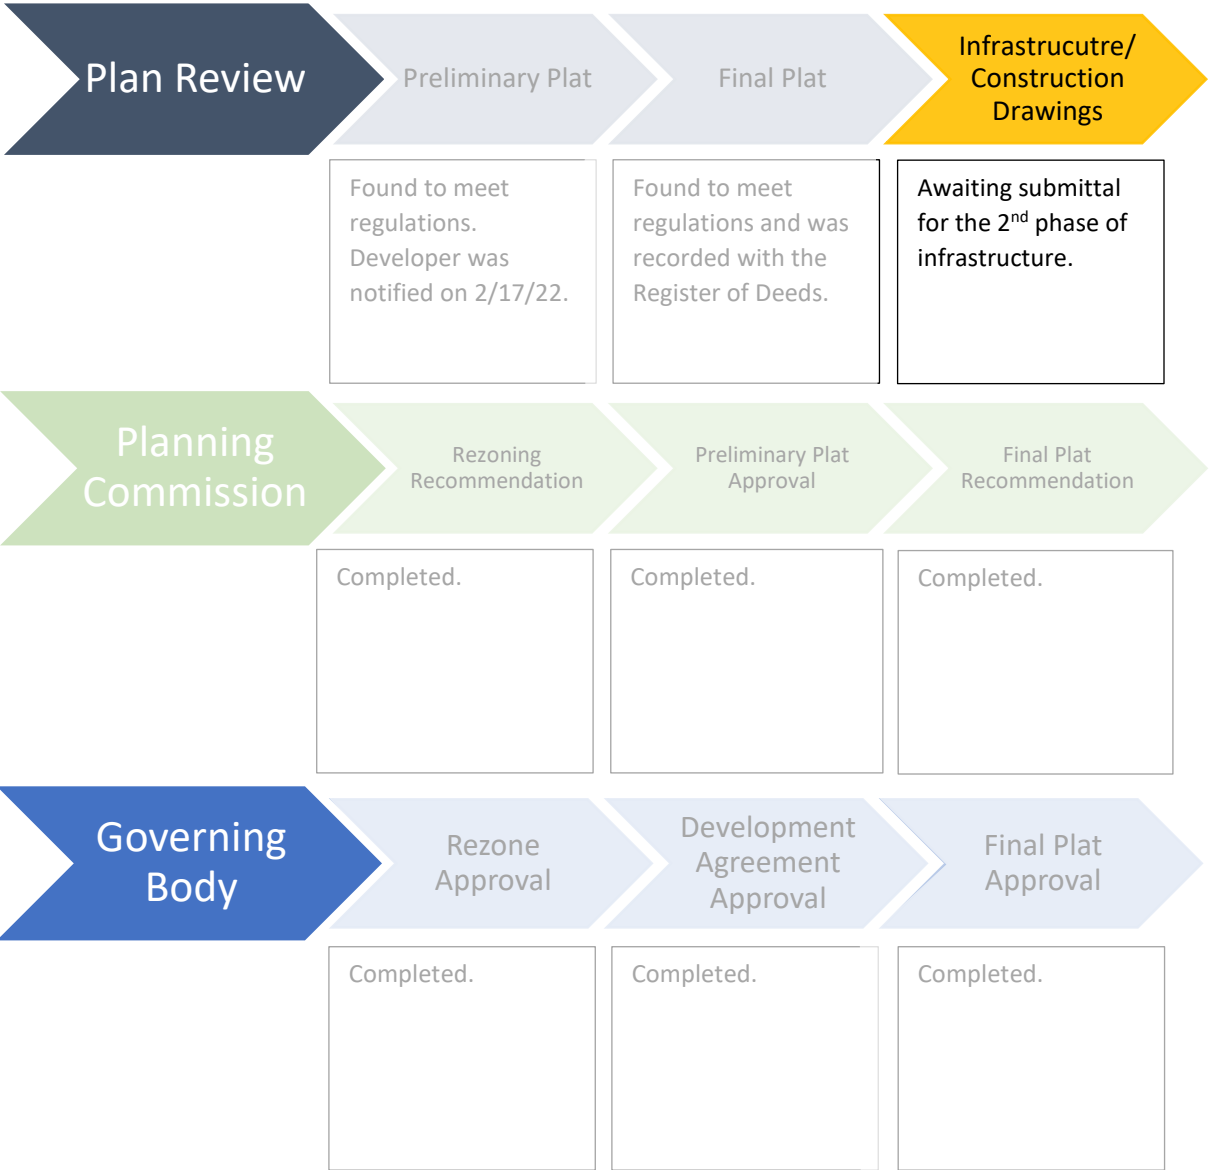 Plan Review
Preliminary Plat
Final Plat
Infrastrucutre/
Construction
Drawings
Found to meet
regulations.
Developer was
notified on 2/17/22.
Found to meet
regulations and was
recorded with the
Register of Deeds.
Awaiting submittal
for the 2nd phase of
infrastructure.
Planning
Commission
Rezoning
Recommendation
Preliminary Plat
Approval
Final Plat
Recommendation
Completed.
Completed.
Completed.
Governing
Body
Rezone
Approval
Development
Agreement
Approval
Final Plat
Approval
Completed.
Completed.
Completed.